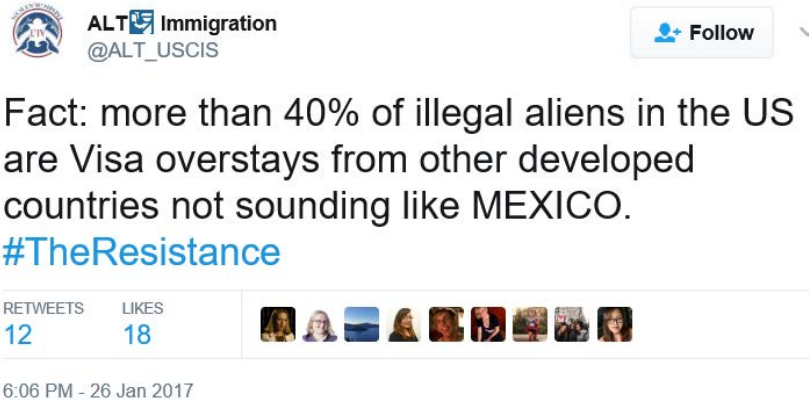 ALT Immigration
@ALT_USCIS
Follow
Fact: more than 40% of illegal aliens in the US
are Visa overstays from other developed
countries not sounding like MEXICO.
#TheResistance
RETWEETS LIKES
12 18
6:06 PM - 26 Jan 2017